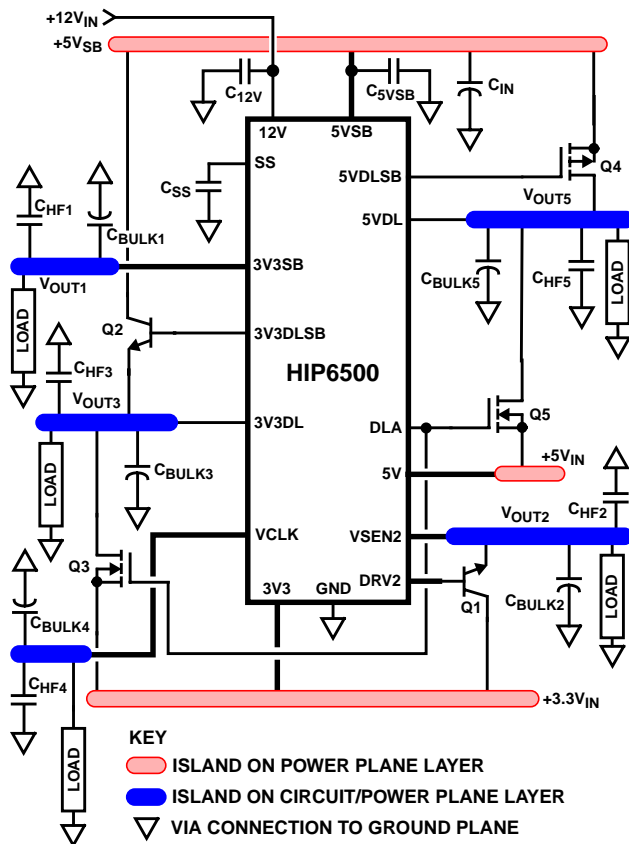 +12VIN
+5VSB
C12V
C5VSB
CIN
12V
5VSB
SS
CSS
5VDLSB
Q4
VOUT5
5VDL
CHF1
CBULK1
3V3SB
VOUT1
CBULK5
CHF5
LOAD
LOAD
Q2
3V3DLSB
HIP6500
CHF3
VOUT3
3V3DL
DLA
Q5
+5VIN
5V
LOAD
CBULK3
CHF2
VOUT2
VCLK
VSEN2
Q3
3V3
GND
DRV2
Q1
CBULK2
LOAD
CBULK4
CHF4
LOAD
+3.3VIN
KEY
ISLAND ON POWER PLANE LAYER
ISLAND ON CIRCUIT/POWER PLANE LAYER
VIA CONNECTION TO GROUND PLANE